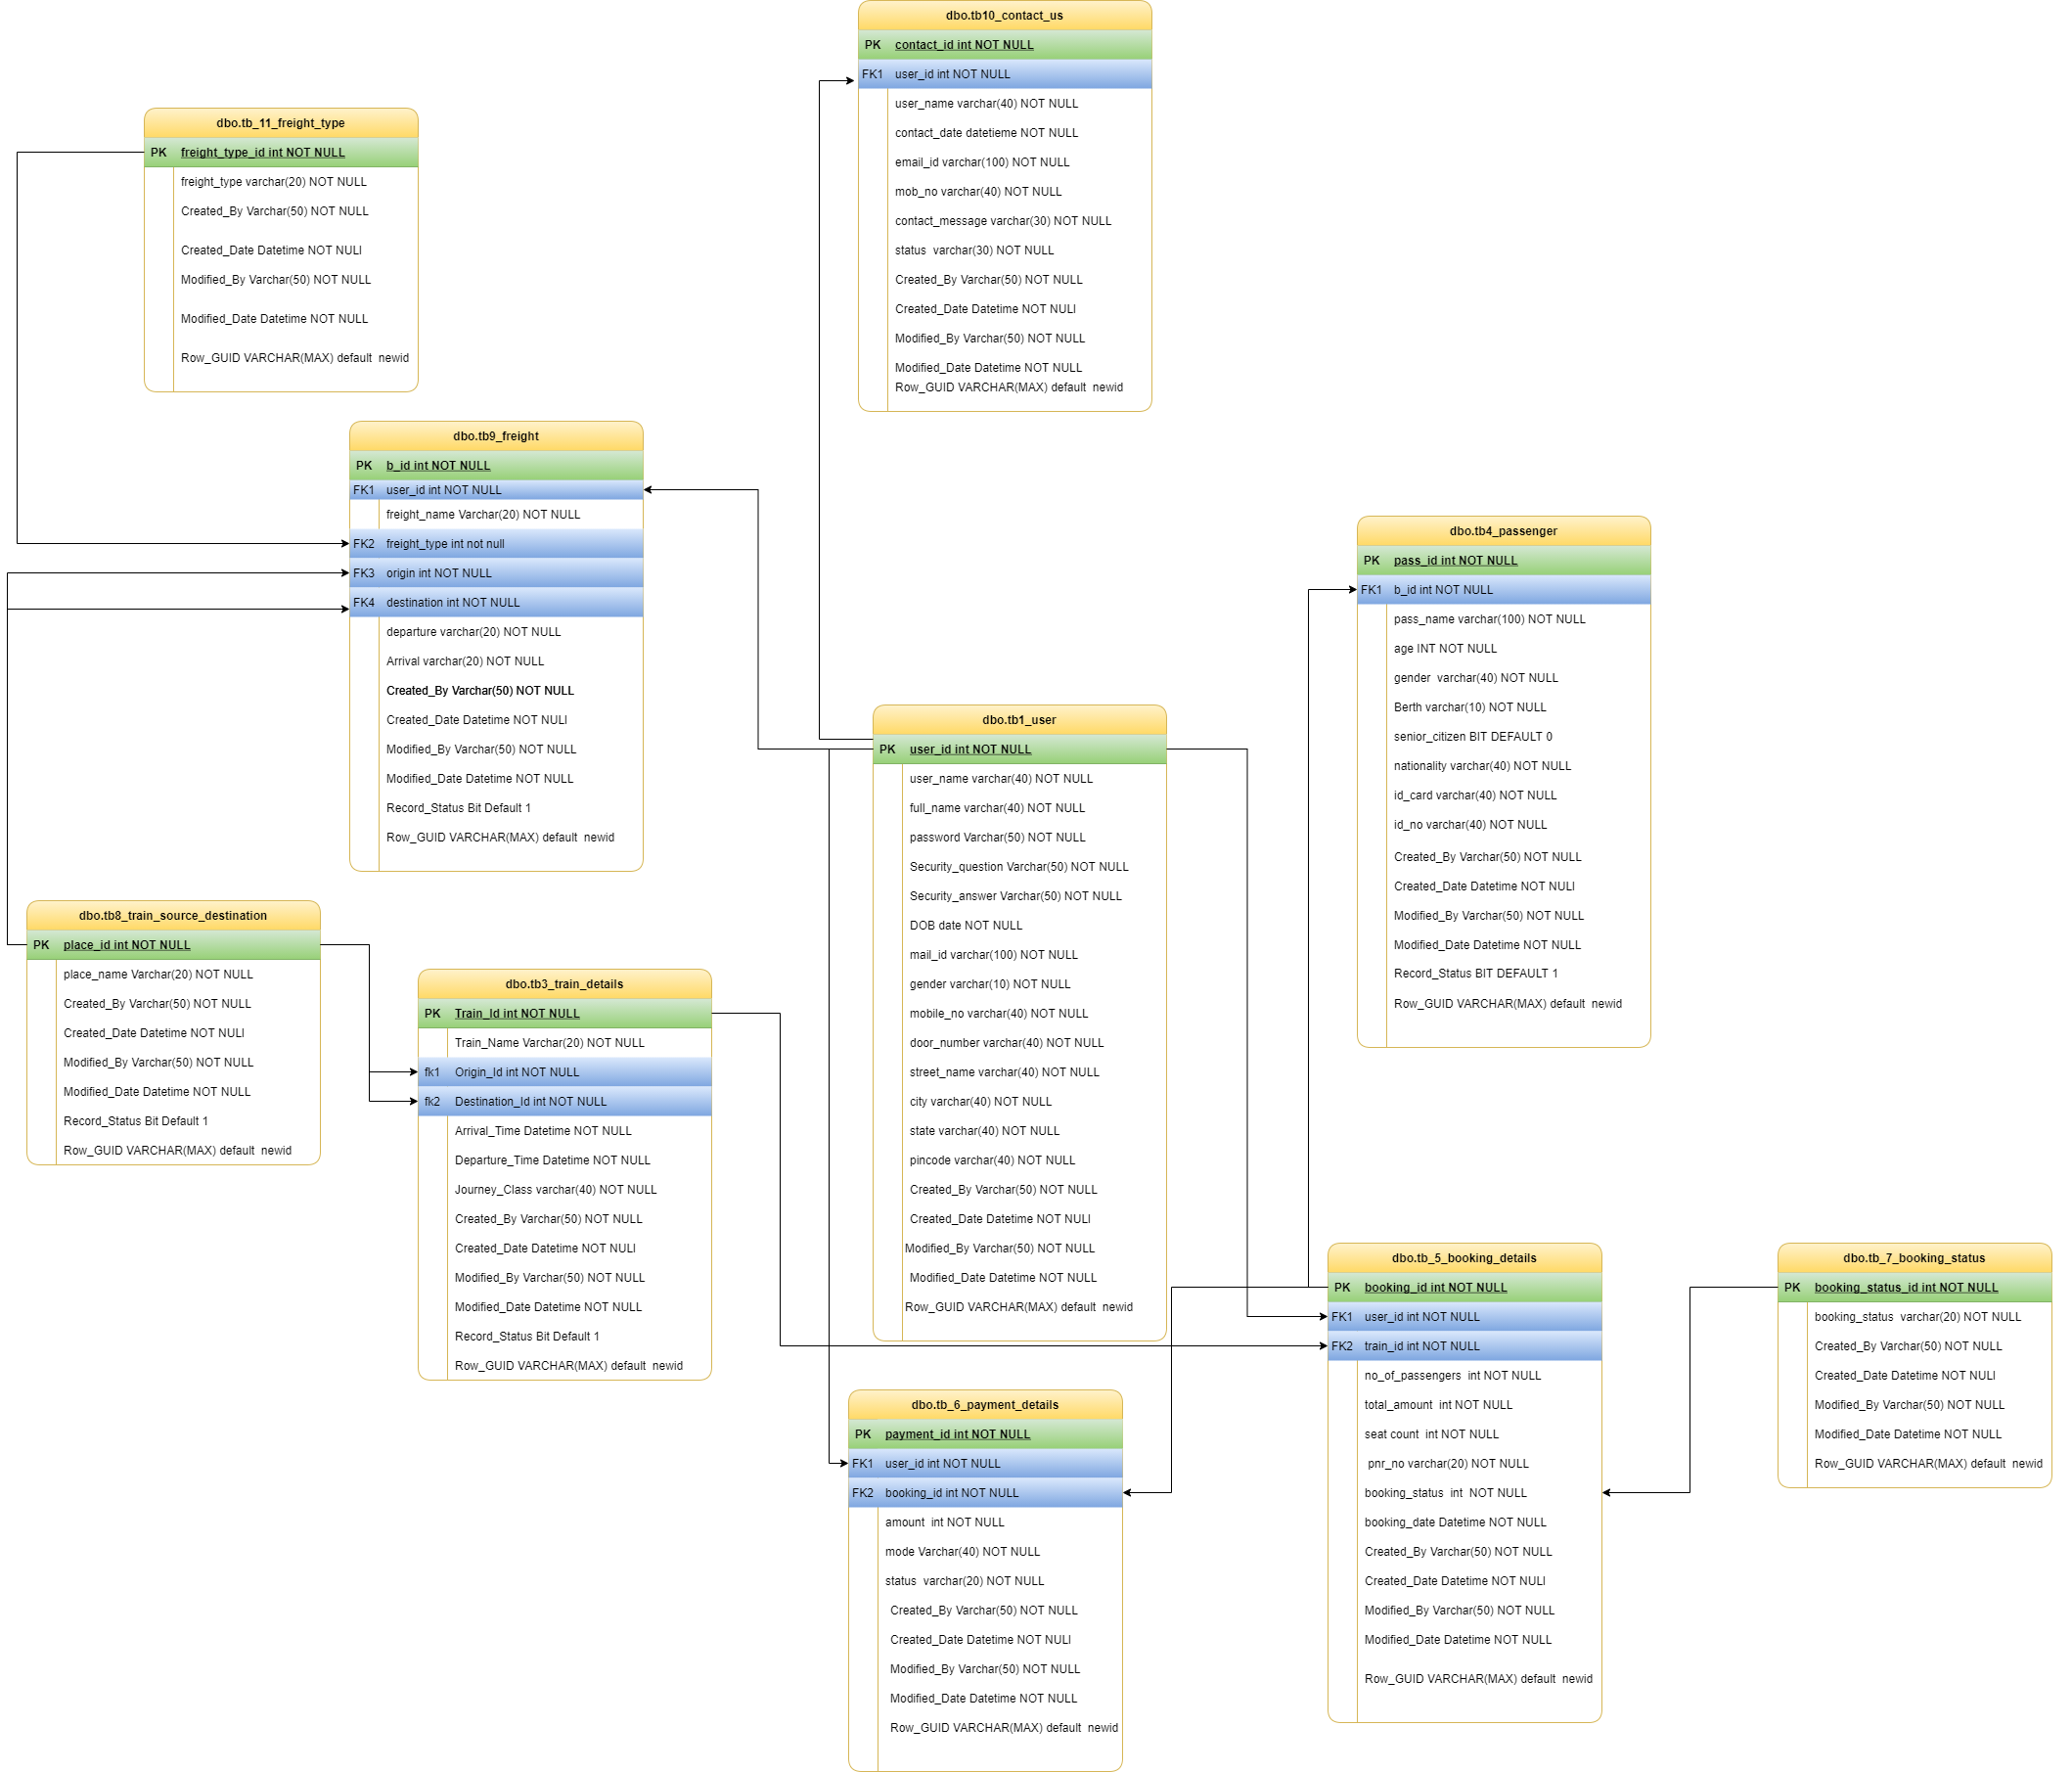 dbo.tb10_contact_us
PK contact_id int NOT NULL
FK1 user_id int NOT NULL
user_name varchar(40) NOT NULL
contact_date datetieme NOT NULL
email_id varchar(100) NOT NULL
mob_no varchar(40) NOT NULL
contact_message varchar(30) NOT NULL
status varchar(30) NOT NULL
Created_By Varchar(50) NOT NULL
Created_Date Datetime NOT NULl
Modified_By Varchar(50) NOT NULL
Modified_Date Datetime NOT NULL
Row_GUID VARCHAR(MAX) default newid
dbo.tb_11_freight_type
PK freight_type_id int NOT NULL
freight_type varchar(20) NOT NULL
Created_By Varchar(50) NOT NULL
Created_Date Datetime NOT NULl
Modified_By Varchar(50) NOT NULL
Modified_Date Datetime NOT NULL
Row_GUID VARCHAR(MAX) default newid
dbo.tb9_freight
PK b_id int NOT NULL
FK1 user_id int NOT NULL
freight_name Varchar(20) NOT NULL
FK2 freight_type int not null
FK3 origin int NOT NULL
FK4 destination int NOT NULL
departure varchar(20) NOT NULL
Arrival varchar(20) NOT NULL
Created_By Varchar(50) NOT NULL
Created_Date Datetime NOT NULl
Modified_By Varchar(50) NOT NULL
Modified_Date Datetime NOT NULL
Record_Status Bit Default 1
Row_GUID VARCHAR(MAX) default newid
dbo.tb4_passenger
PK pass_id int NOT NULL
FK1 b_id int NOT NULL
pass_name varchar(100) NOT NULL
age INT NOT NULL
gender varchar(40) NOT NULL
Berth varchar(10) NOT NULL
senior_citizen BIT DEFAULT 0
nationality varchar(40) NOT NULL
id_card varchar(40) NOT NULL
id_no varchar(40) NOT NULL
Created_By Varchar(50) NOT NULL
Created_Date Datetime NOT NULl
Modified_By Varchar(50) NOT NULL
Modified_Date Datetime NOT NULL
Record_Status BIT DEFAULT 1
Row_GUID VARCHAR(MAX) default newid
dbo.tb1_user
PK user_id int NOT NULL
user_name varchar(40) NOT NULL
full_name varchar(40) NOT NULL
password Varchar(50) NOT NULL
Security_question Varchar(50) NOT NULL
Security_answer Varchar(50) NOT NULL
DOB date NOT NULL
mail_id varchar(100) NOT NULL
gender varchar(10) NOT NULL
mobile_no varchar(40) NOT NULL
door_number varchar(40) NOT NULL
street_name varchar(40) NOT NULL
city varchar(40) NOT NULL
state varchar(40) NOT NULL
pincode varchar(40) NOT NULL
Created_By Varchar(50) NOT NULL
Created_Date Datetime NOT NULl
Modified_By Varchar(50) NOT NULL
Modified_Date Datetime NOT NULL
Row_GUID VARCHAR(MAX) default newid
dbo.tb8_train_source_destination
PK place_id int NOT NULL
place_name Varchar(20) NOT NULL
Created_By Varchar(50) NOT NULL
Created_Date Datetime NOT NULl
Modified_By Varchar(50) NOT NULL
Modified_Date Datetime NOT NULL
Record_Status Bit Default 1
Row_GUID VARCHAR(MAX) default newid
dbo.tb3_train_details
PK Train_Id int NOT NULL
Train_Name Varchar(20) NOT NULL
fk1 Origin_Id int NOT NULL
fk2 Destination_Id int NOT NULL
Arrival_Time Datetime NOT NULL
Departure_Time Datetime NOT NULL
Journey_Class varchar(40) NOT NULL
Created_By Varchar(50) NOT NULL
Created_Date Datetime NOT NULl
Modified_By Varchar(50) NOT NULL
Modified_Date Datetime NOT NULL
Record_Status Bit Default 1
Row_GUID VARCHAR(MAX) default newid
dbo.tb_5_booking_details
PK booking_id int NOT NULL
FK1 user_id int NOT NULL
FK2 train_id int NOT NULL
no_of_passengers int NOT NULL
total_amount int NOT NULL
seat count int NOT NULL
pnr_no varchar(20) NOT NULL
booking_status int NOT NULL
booking_date Datetime NOT NULL
Created_By Varchar(50) NOT NULL
Created_Date Datetime NOT NULl
Modified_By Varchar(50) NOT NULL
Modified_Date Datetime NOT NULL
Row_GUID VARCHAR(MAX) default newid
dbo.tb_7_booking_status
PK booking_status_id int NOT NULL
booking_status varchar(20) NOT NULL
Created_By Varchar(50) NOT NULL
Created_Date Datetime NOT NULl
Modified_By Varchar(50) NOT NULL
Modified_Date Datetime NOT NULL
Row_GUID VARCHAR(MAX) default newid
dbo.tb_6_payment_details
PK payment_id int NOT NULL
FK1 user_id int NOT NULL
FK2 booking_id int NOT NULL
amount int NOT NULL
mode Varchar(40) NOT NULL
status varchar(20) NOT NULL
Created_By Varchar(50) NOT NULL
Created_Date Datetime NOT NULl
Modified_By Varchar(50) NOT NULL
Modified_Date Datetime NOT NULL
Row_GUID VARCHAR(MAX) default newid